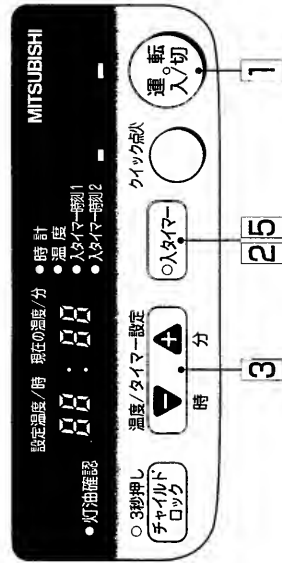 MITSUBISHI
設定温度/時 現在の温度/分
●灯油確認
88:88
●時計
●温度
●入タイマー時刻1
●入タイマー時刻2
○3秒押し
チャイルド
ロック
温度/タイマー設定
− +
時 分
○入タイマー
クイック点火
運転
入/切
3
2 5
1